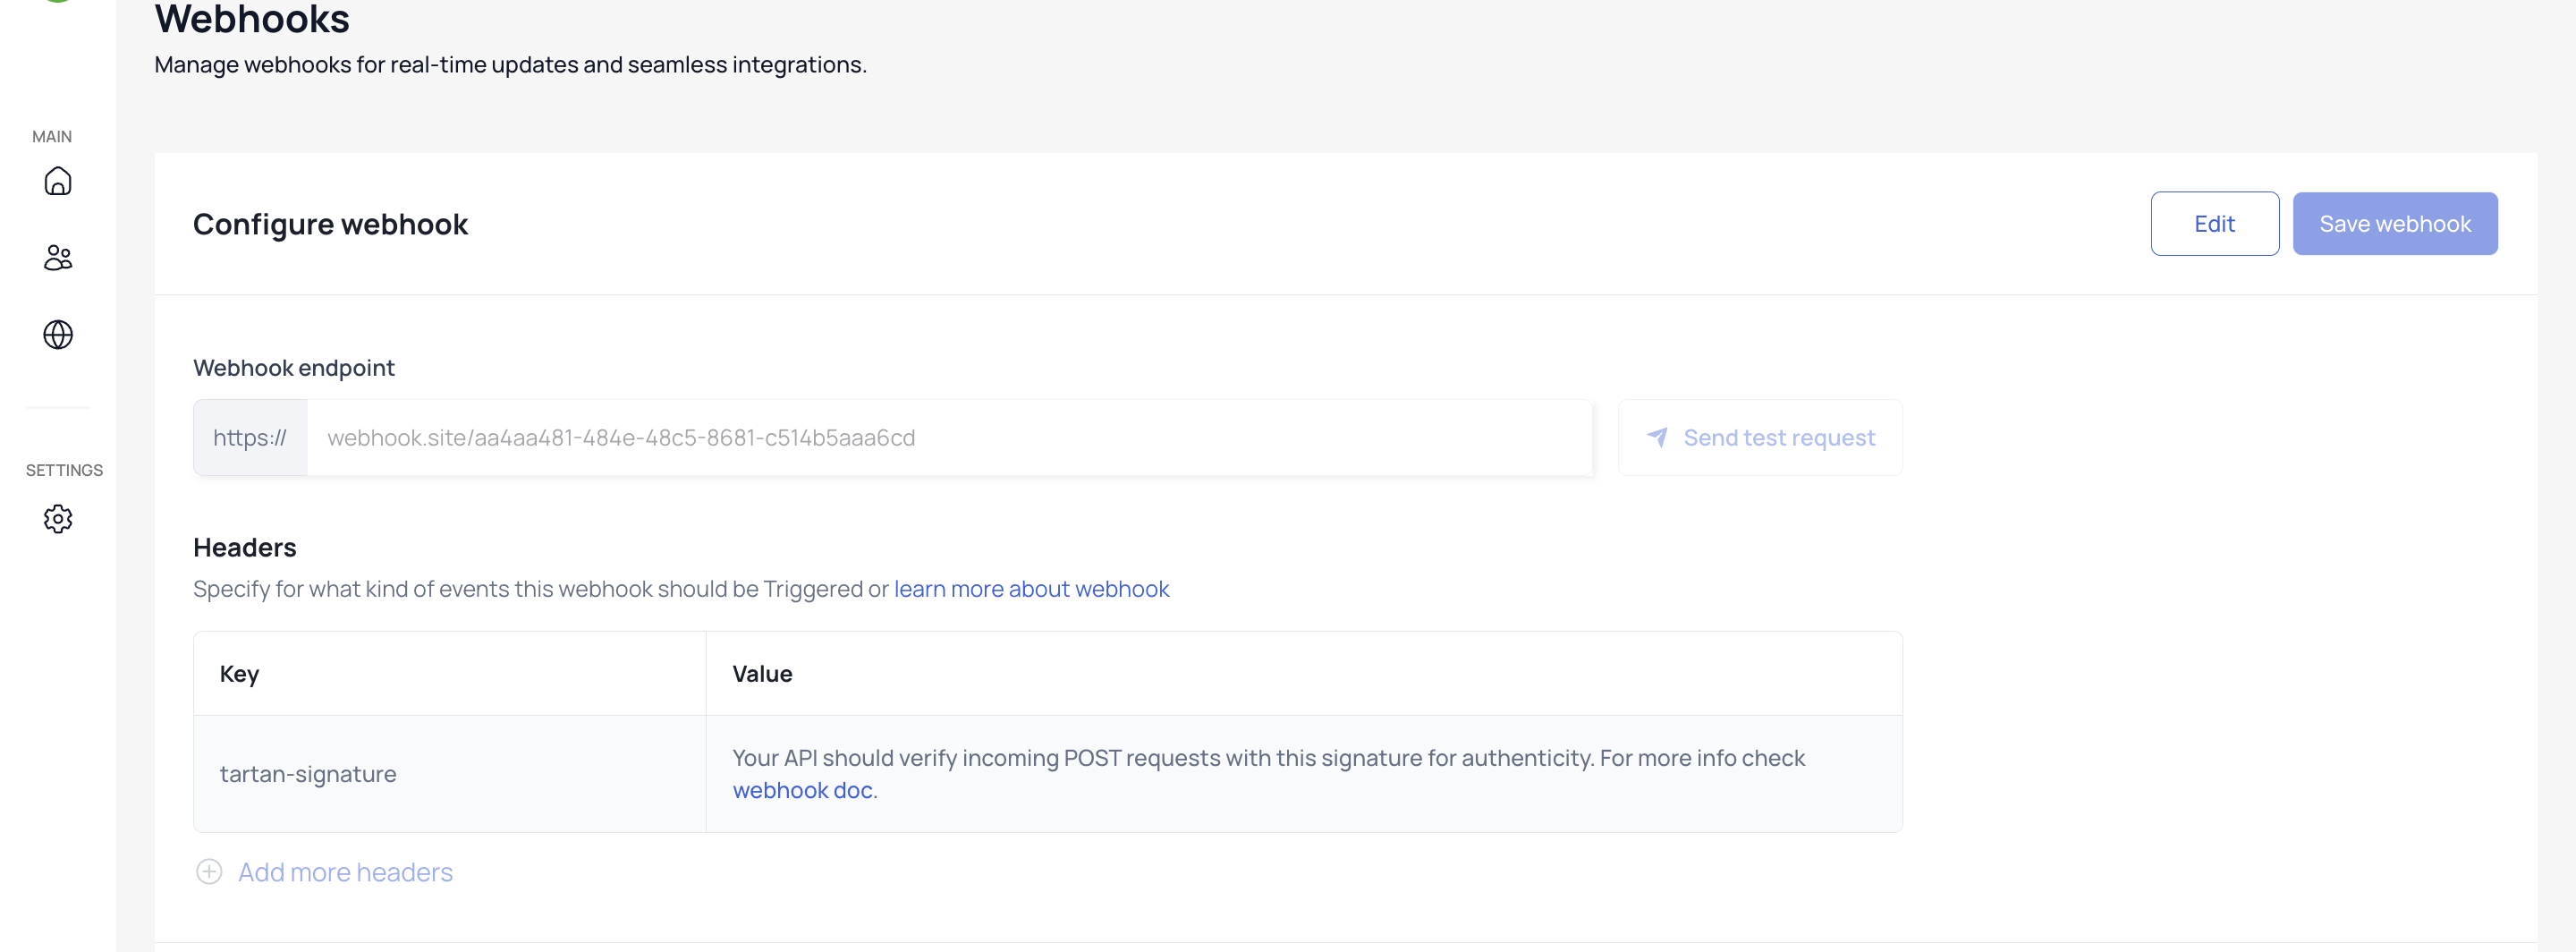 Webhooks
Manage webhooks for real-time updates and seamless integrations.
MAIN
SETTINGS
Configure webhook
Edit
Save webhook
Webhook endpoint
https://
webhook.site/aa4aa481-484e-48c5-8681-c514b5aaa6cd
Send test request
Headers
Specify for what kind of events this webhook should be Triggered or learn more about webhook
Key
Value
tartan-signature
Your API should verify incoming POST requests with this signature for authenticity. For more info check
webhook doc.
Add more headers